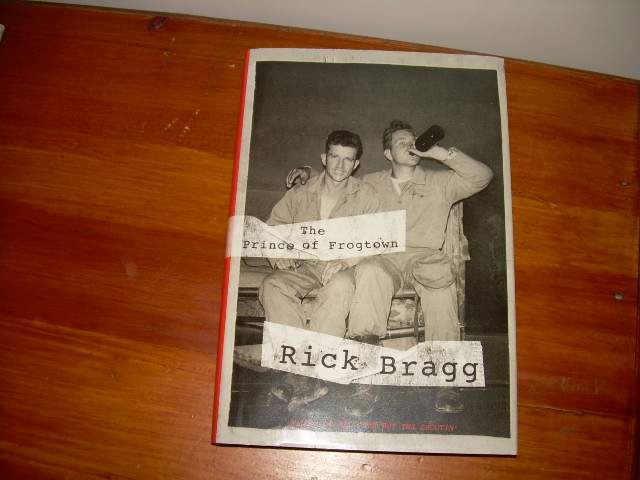 The
Prince of Frogtown
Rick Bragg